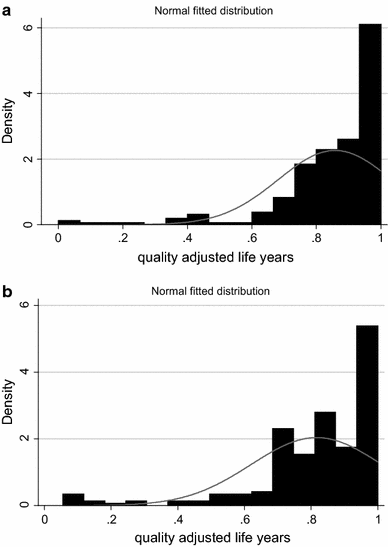 a
Normal fitted distribution
6
4
2
0
Density
0 .2 .4 .6 .8 1
quality adjusted life years
b
Normal fitted distribution
6
4
2
0
Density
0 .2 .4 .6 .8 1
quality adjusted life years